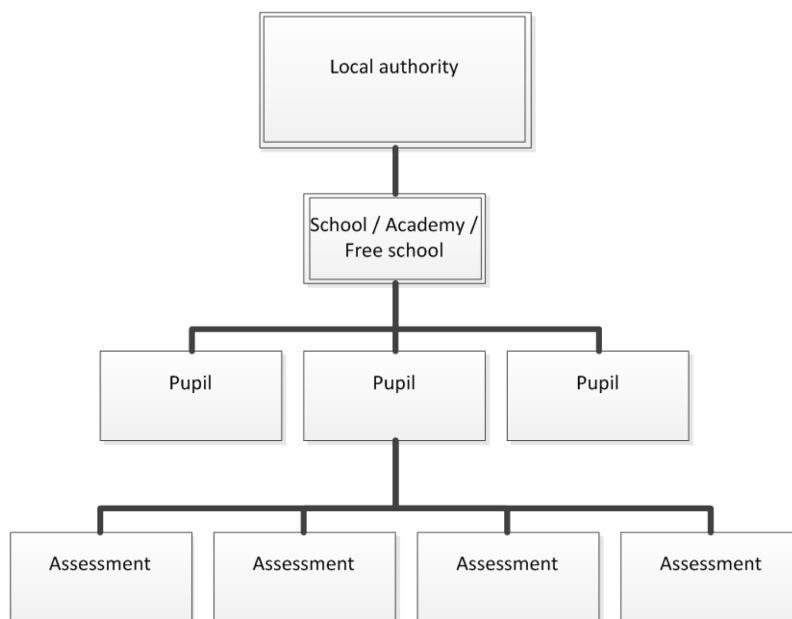 Local authority
School / Academy /
Free school
Pupil
Pupil
Pupil
Assessment
Assessment
Assessment
Assessment